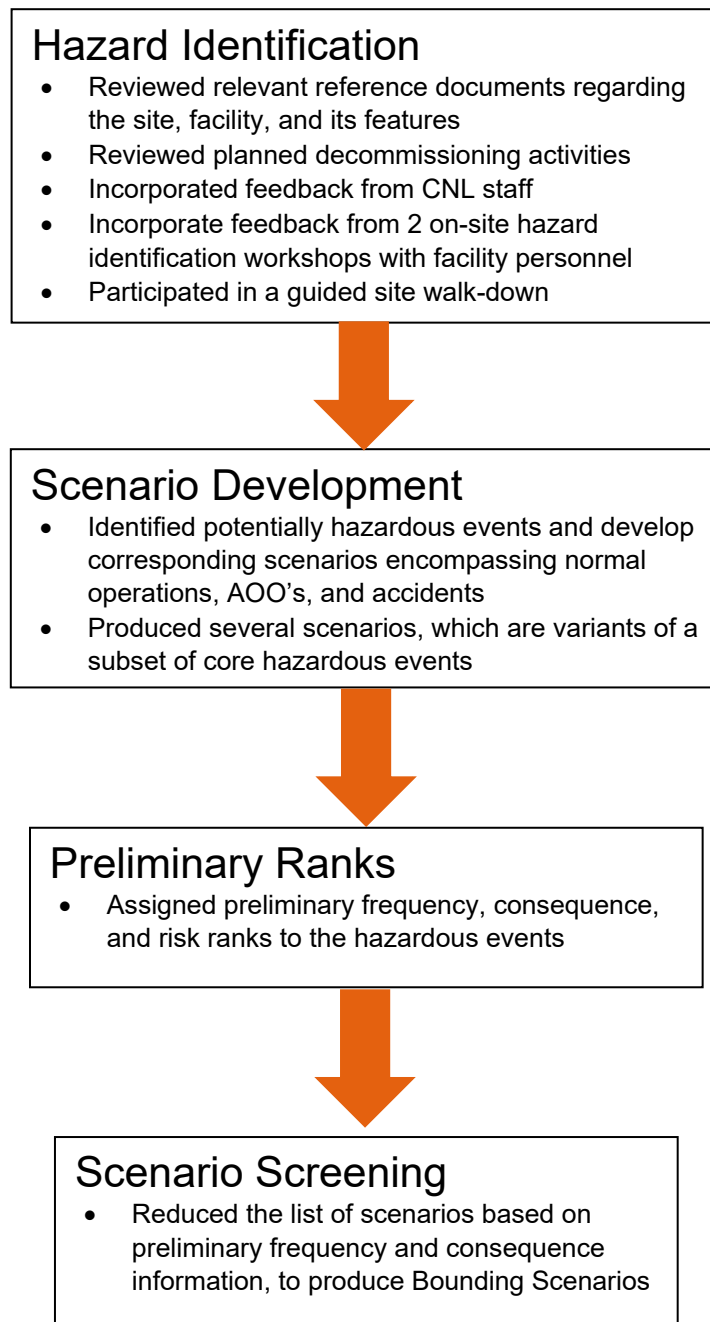 Hazard Identification
• Reviewed relevant reference documents regarding
the site, facility, and its features
• Reviewed planned decommissioning activities
• Incorporated feedback from CNL staff
• Incorporate feedback from 2 on-site hazard
identification workshops with facility personnel
• Participated in a guided site walk-down
Scenario Development
• Identified potentially hazardous events and develop
corresponding scenarios encompassing normal
operations, AOO's, and accidents
• Produced several scenarios, which are variants of a
subset of core hazardous events
Preliminary Ranks
• Assigned preliminary frequency, consequence,
and risk ranks to the hazardous events
Scenario Screening
• Reduced the list of scenarios based on
preliminary frequency and consequence
information, to produce Bounding Scenarios